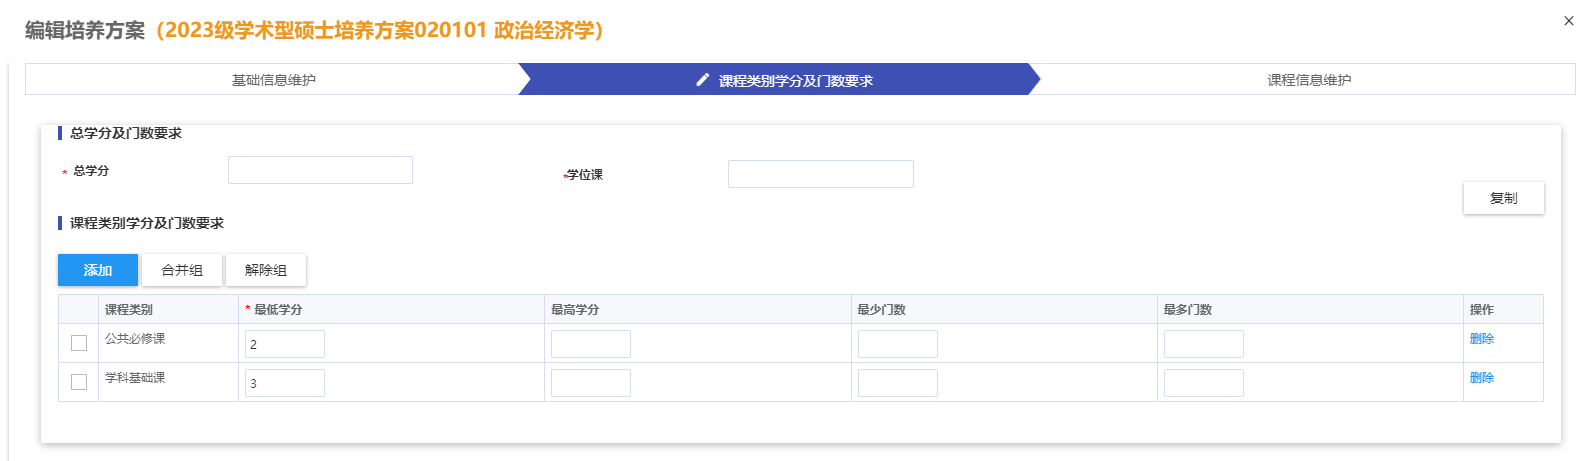 编辑培养方案（2023级学术型硕士培养方案020101 政治经济学）
×
基础信息维护 课程类别学分及门数要求 课程信息维护
总学分及门数要求
* 总学分 *学位课
复制
课程类别学分及门数要求
添加 合并组 解除组
课程类别 * 最低学分 最高学分 最少门数 最多门数 操作
公共必修课 2 删除
学科基础课 3 删除